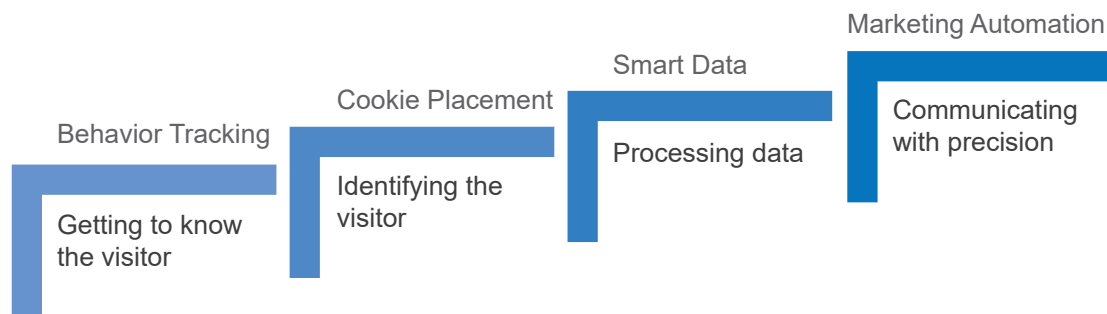 Behavior Tracking
Getting to know
the visitor
Cookie Placement
Identifying the
visitor
Smart Data
Processing data
Marketing Automation
Communicating
with precision